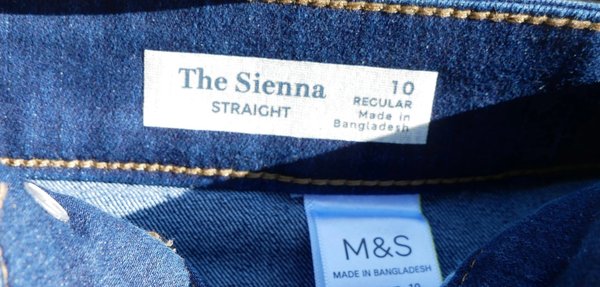 The Sienna
STRAIGHT
10
REGULAR
Made in
Bangladesh
M&S
MADE IN BANGLADESH